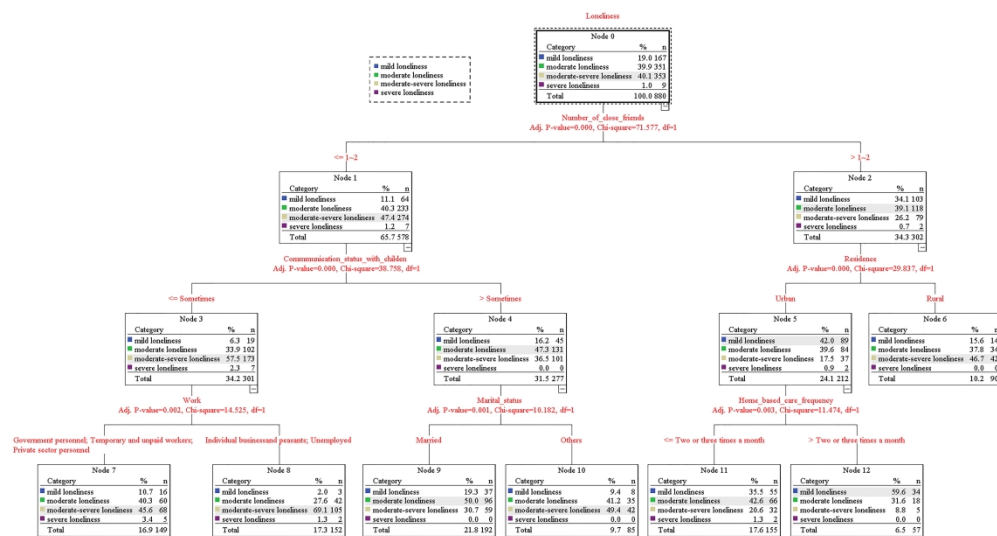 Loneliness
mild loneliness
moderate loneliness
moderate-severe loneliness
severe loneliness
Node 0
Category % n
mild loneliness 19.0 167
moderate loneliness 39.9 351
moderate-severe loneliness 40.1 353
severe loneliness 1.0 9
Total 100.0 880
Number_of_close_friends
Adj. P-value=0.000, Chi-square=71.577, df=1
<= 1~2
> 1~2
Node 1
Category % n
mild loneliness 11.1 64
moderate loneliness 40.3 233
moderate-severe loneliness 47.4 274
severe loneliness 1.2 7
Total 65.7 578
Node 2
Category % n
mild loneliness 34.1 103
moderate loneliness 39.1 118
moderate-severe loneliness 26.2 79
severe loneliness 0.7 2
Total 34.3 302
Adj. P-value=0.000, Chi-square=38.758, df=1
Residence
Adj. P-value=0.000, Chi-square=29.837, df=1
<= Sometimes
> Sometimes
Urban
Rural
Node 3
Category % n
mild loneliness 6.3 19
moderate loneliness 33.9 102
moderate-severe loneliness 57.5 173
severe loneliness 2.3 7
Total 34.2 301
Node 4
Category % n
mild loneliness 16.2 45
moderate loneliness 47.3 131
moderate-severe loneliness 36.5 101
severe loneliness 0.0 0
Total 31.5 277
Node 5
Category % n
mild loneliness 42.0 89
moderate loneliness 39.6 84
moderate-severe loneliness 17.5 37
severe loneliness 0.9 2
Total 24.1 212
Node 6
Category % n
mild loneliness 15.6 14
moderate loneliness 37.8 34
moderate-severe loneliness 46.7 42
severe loneliness 0.0 0
Total 10.2 90
Work
Adj. P-value=0.002, Chi-square=14.525, df=1
Marital_status
Adj. P-value=0.001, Chi-square=10.182, df=1
Home_based_care_frequency
Adj. P-value=0.003, Chi-square=11.474, df=1
Government personnel; Temporary and unpaid workers;
Private sector personnel
Individual businessand peasants; Unemployed
Married
Others
<= Two or three times a month
> Two or three times a month
Node 7
Category % n
mild loneliness 10.7 16
moderate loneliness 40.3 60
moderate-severe loneliness 45.6 68
severe loneliness 3.4 5
Total 16.9 149
Node 8
Category % n
mild loneliness 2.0 3
moderate loneliness 27.6 42
moderate-severe loneliness 69.1 105
severe loneliness 1.3 2
Total 17.3 152
Node 9
Category % n
mild loneliness 19.3 37
moderate loneliness 50.0 96
moderate-severe loneliness 30.7 59
severe loneliness 0.0 0
Total 21.8 192
Node 10
Category % n
mild loneliness 9.4 8
moderate loneliness 41.2 35
moderate-severe loneliness 49.4 42
severe loneliness 0.0 0
Total 9.7 85
Node 11
Category % n
mild loneliness 35.5 55
moderate loneliness 42.6 66
moderate-severe loneliness 20.6 32
severe loneliness 1.3 2
Total 17.6 155
Node 12
Category % n
mild loneliness 59.6 34
moderate loneliness 31.6 18
moderate-severe loneliness 8.8 5
severe loneliness 0.0 0
Total 6.5 57